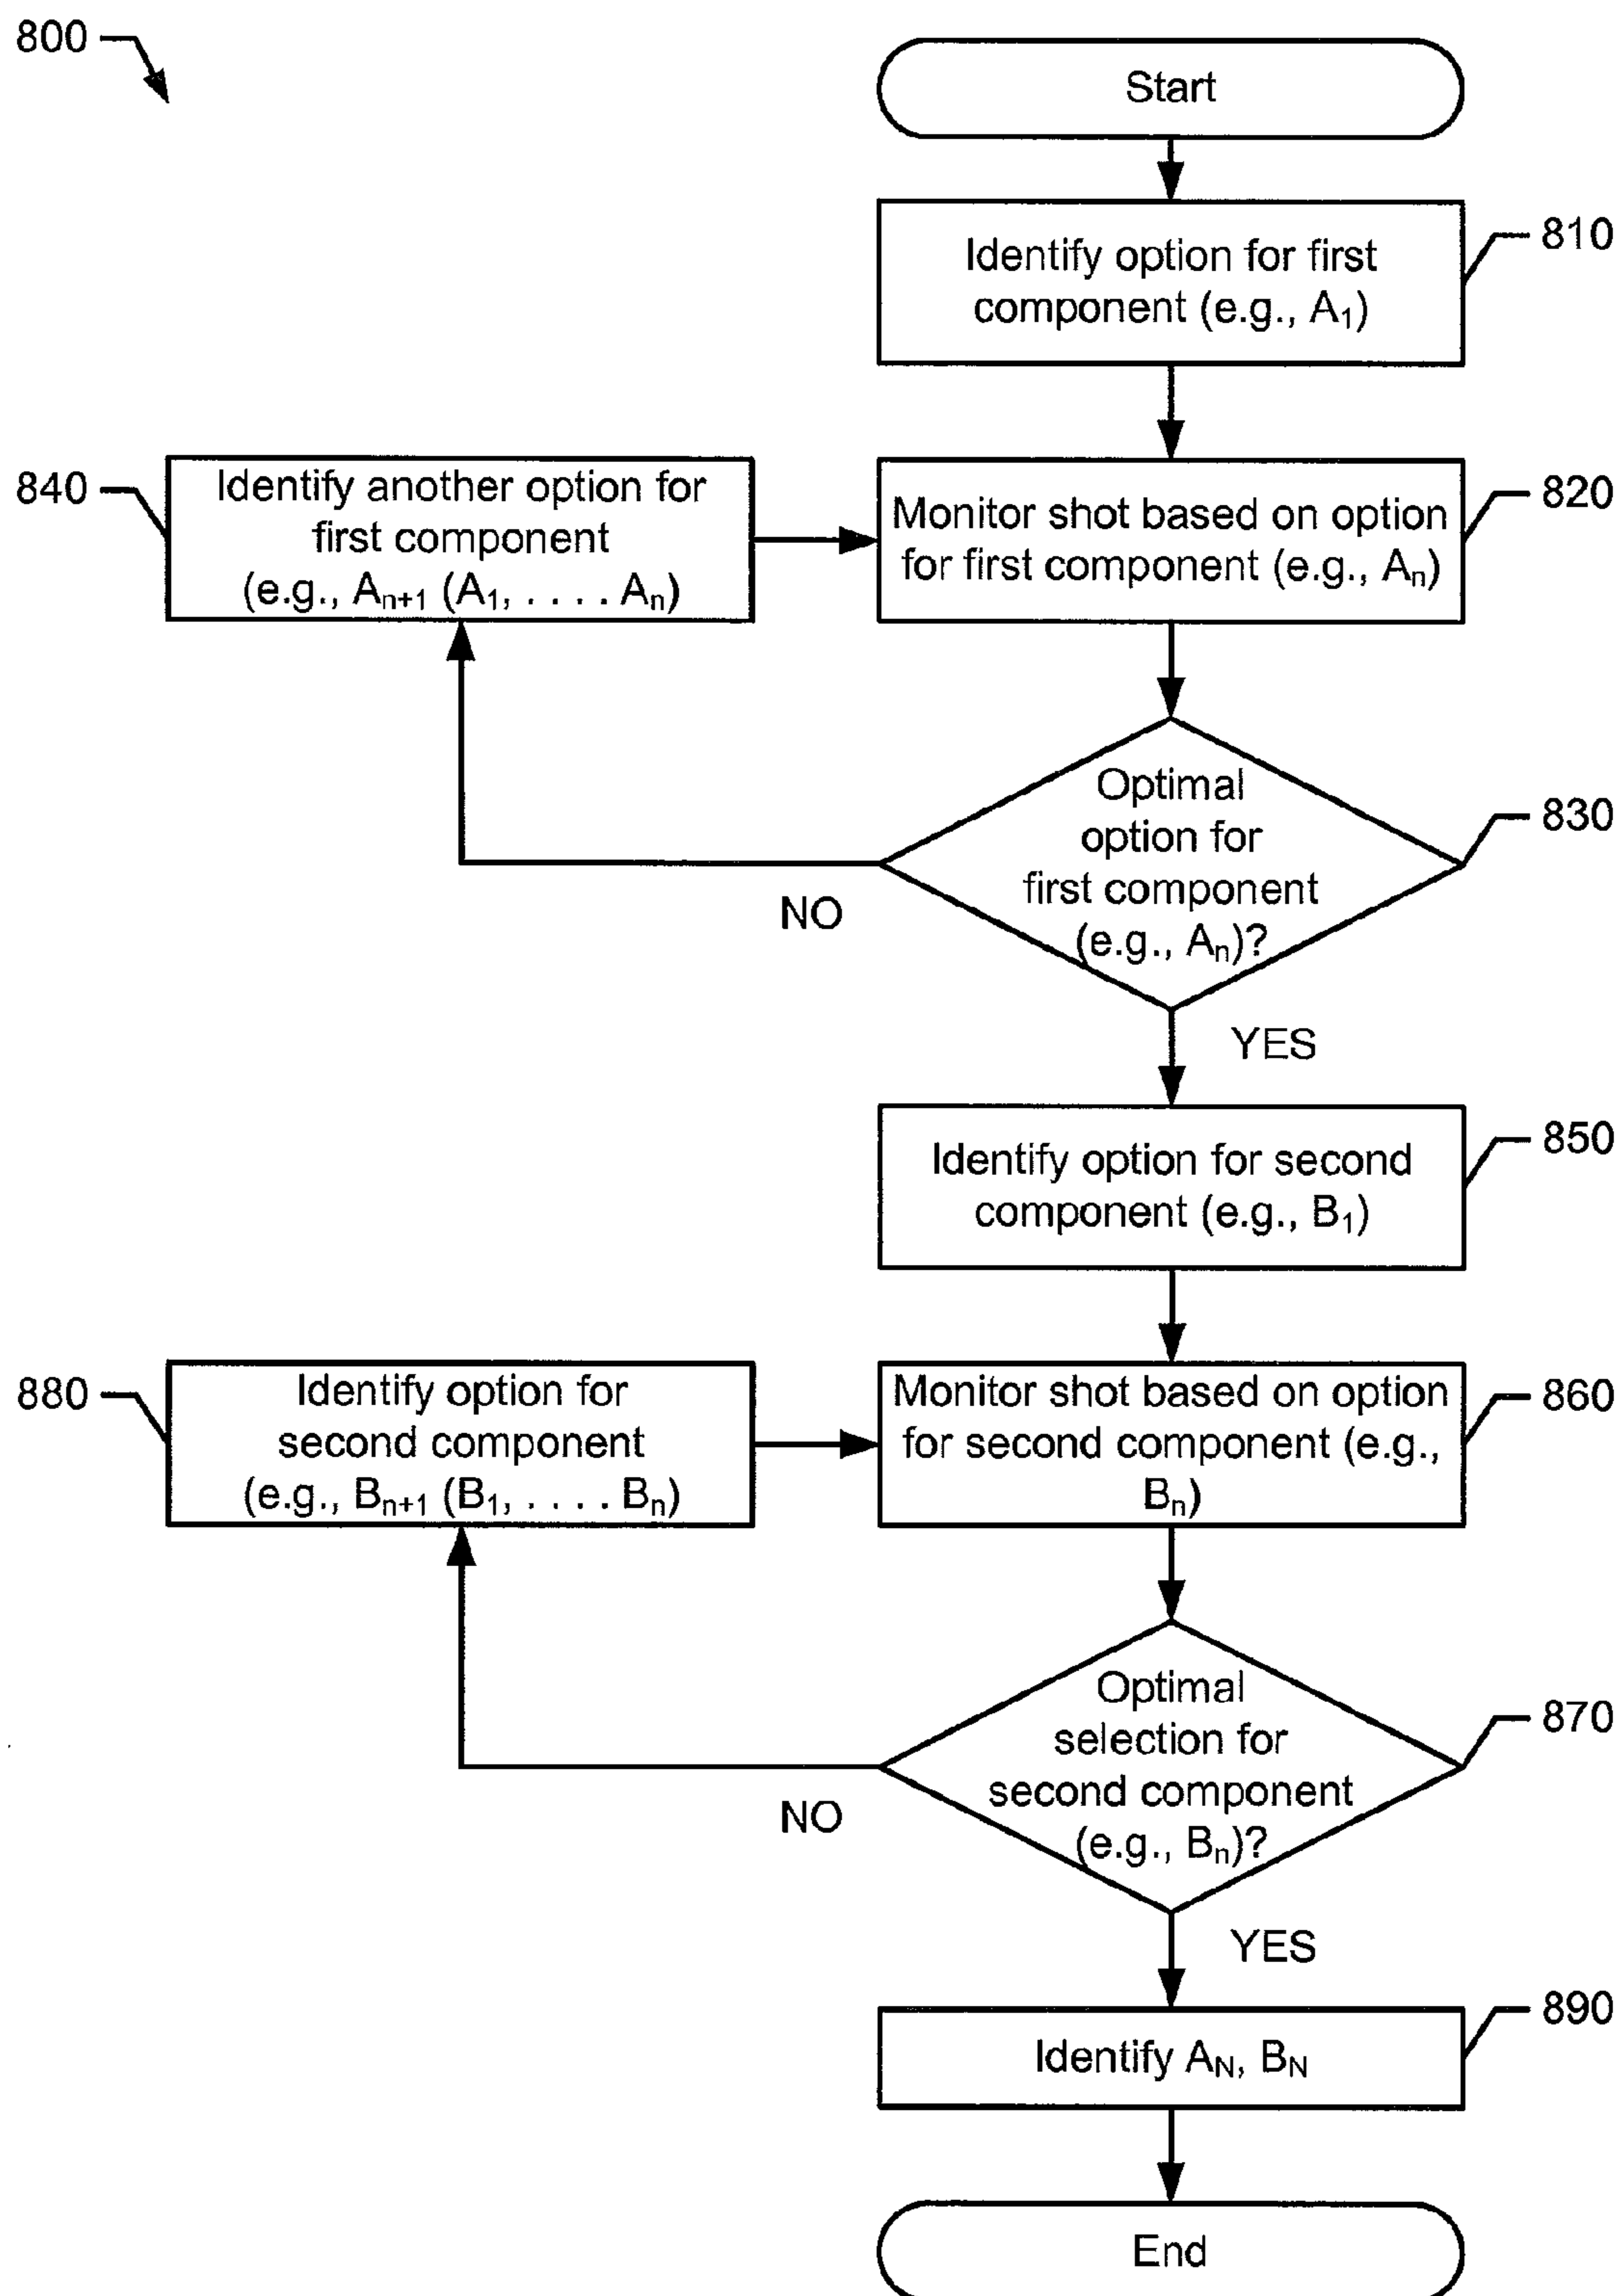 800
Start
Identify option for first
component (e.g., A₁)
810
840
Identify another option for
first component
(e.g., Aₙ₊₁ (A₁, . . . . Aₙ)
Monitor shot based on option
for first component (e.g., Aₙ)
820
Optimal
option for
first component
(e.g., Aₙ)?
830
NO
YES
Identify option for second
component (e.g., B₁)
850
880
Identify option for
second component
(e.g., Bₙ₊₁ (B₁, . . . . Bₙ)
Monitor shot based on option
for second component (e.g.,
Bₙ)
860
Optimal
selection for
second component
(e.g., Bₙ)?
870
NO
YES
Identify A_N, B_N
890
End